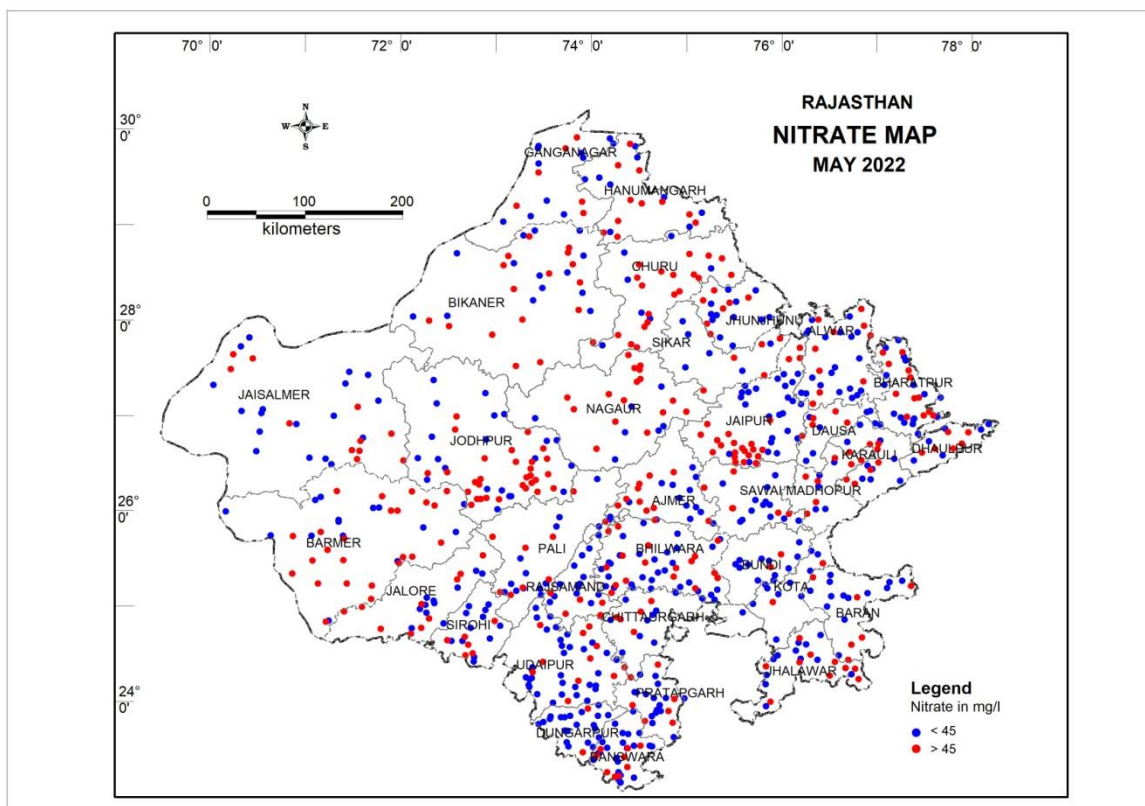 70° 0' 72° 0' 74° 0' 76° 0' 78° 0'
RAJASTHAN
NITRATE MAP
MAY 2022
30°
0'
N
W E
S
0 100 200
kilometers
GANGANAGAR
HANUMANGARH
CHURU
28°
0'
BIKANER
JHUNJHUNU
ALWAR
SIKAR
BHARATPUR
JAISALMER
NAGAUR
JAIPUR
DAUSA
JODHPUR
DHAULPUR
KARAULI
26°
0'
SAWAI MADHOPUR
AJMER
BARMER
PALI
BHILWARA
BUNDI
KOTA
JALORE
RAJSAMAND
BARAN
SIROHI
CHITTAURGARH
UDAIPUR
JHALAWAR
24°
0'
PRATAPGARH
Legend
Nitrate in mg/l
< 45
> 45
DUNGARPUR
BANSWARA